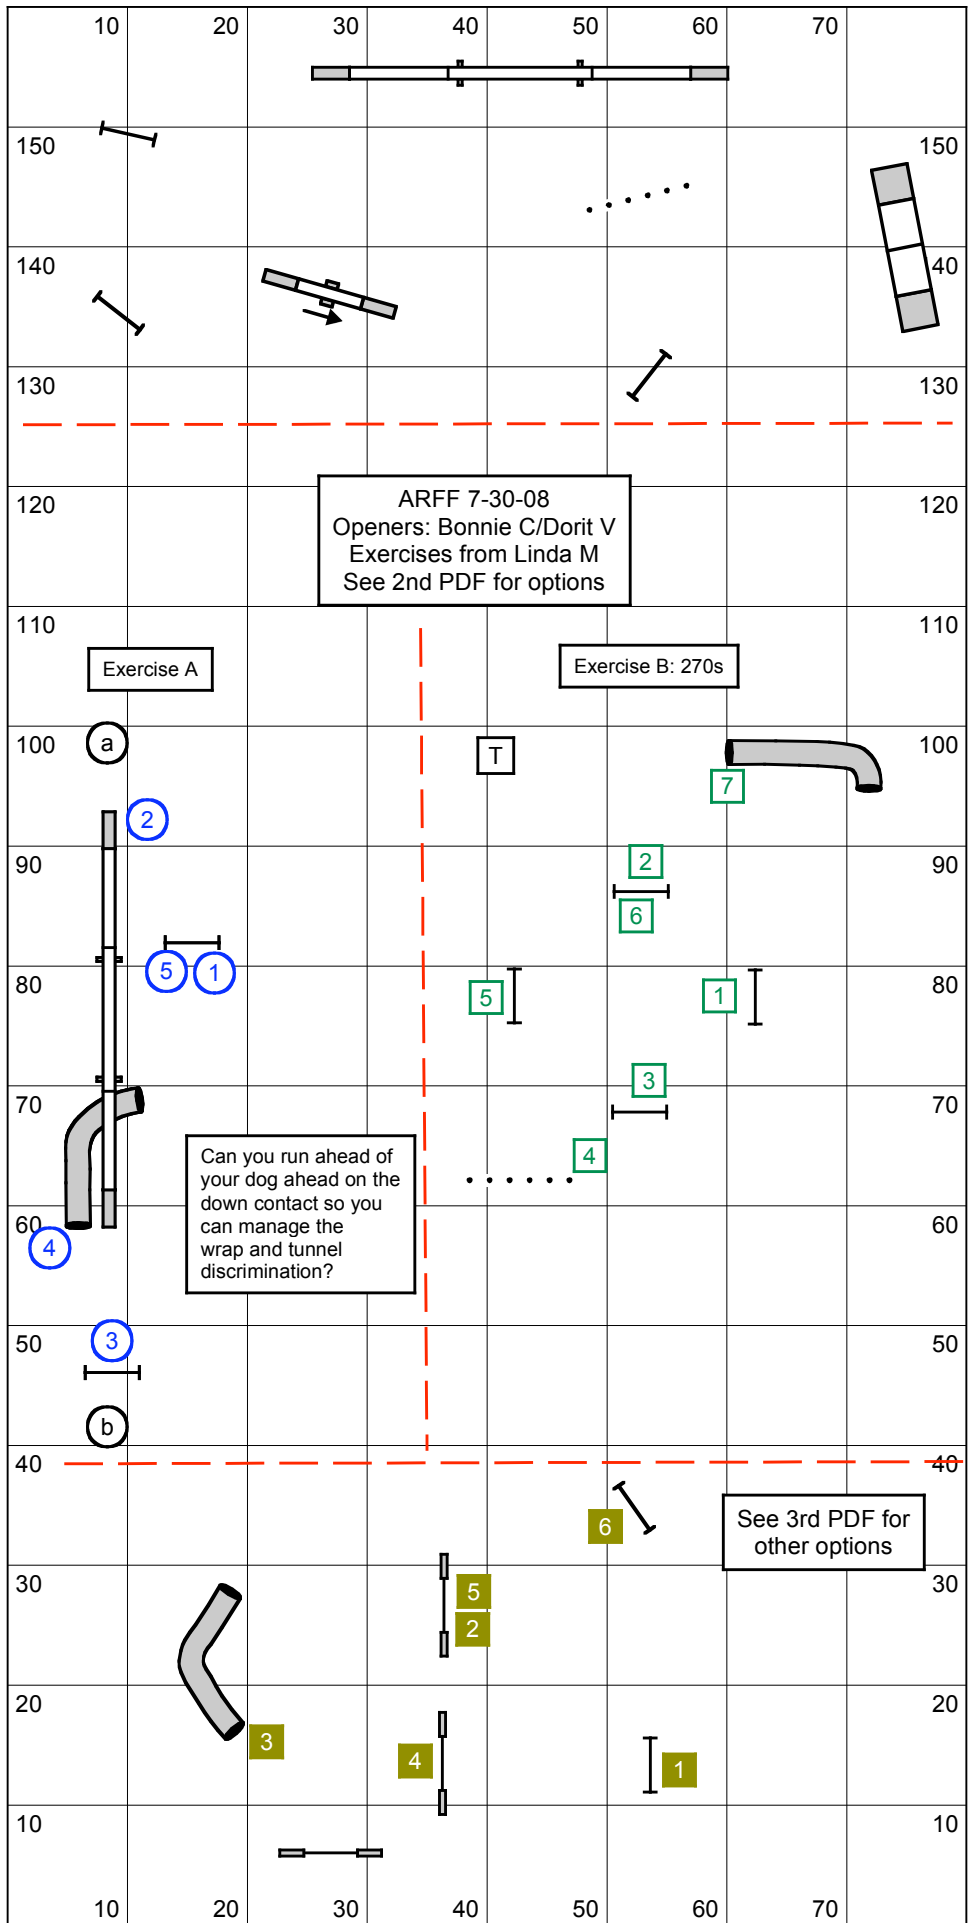 10 20 30 40 50 60 70
150 150
140 40
130 130
120 120
ARFF 7-30-08
Openers: Bonnie C/Dorit V
Exercises from Linda M
See 2nd PDF for options
110 110
Exercise A
Exercise B: 270s
100 100
a
T
7
2
90 90
2
6
80 80
5 1
5
1
3
70 70
4
Can you run ahead of
your dog ahead on the
down contact so you
can manage the
wrap and tunnel
discrimination?
60 60
4
50 50
3
b
40 40
6
See 3rd PDF for
other options
30 30
5
2
20 20
3
4
1
10 10
10 20 30 40 50 60 70